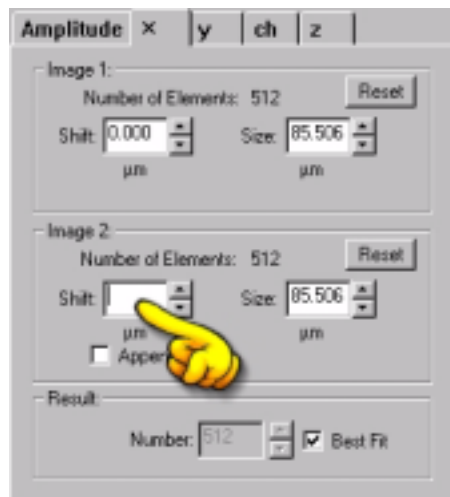 Amplitude x y ch z
Image 1:
Number of Elements: 512 Reset
Shift: 0.000 Size: 85.506
µm µm
Image 2:
Number of Elements: 512 Reset
Shift: Size: 85.506
µm µm
Result:
Number: 512 Best Fit